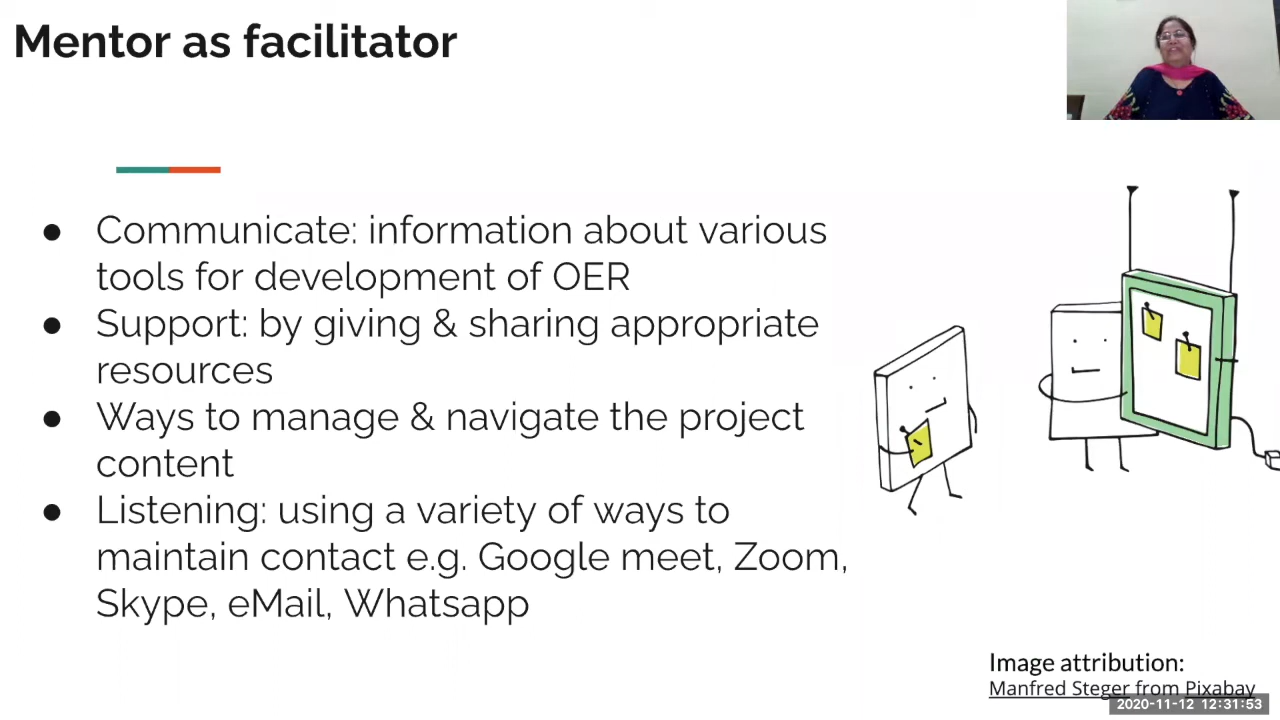 Mentor as facilitator
● Communicate: information about various
tools for development of OER
● Support: by giving & sharing appropriate
resources
● Ways to manage & navigate the project
content
● Listening: using a variety of ways to
maintain contact e.g. Google meet, Zoom,
Skype, eMail, Whatsapp
Image attribution:
Manfred Steger from Pixabay
2020-11-12 12:31:53